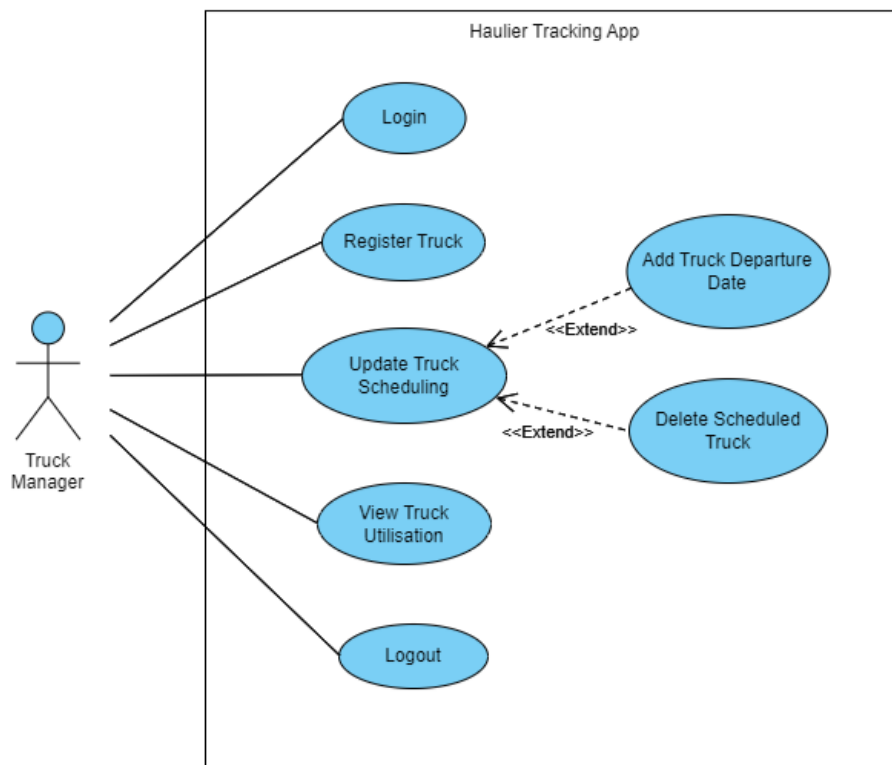 Haulier Tracking App
Login
Register Truck
Add Truck Departure
Date
<<Extend>>
Update Truck
Scheduling
Delete Scheduled
Truck
<<Extend>>
Truck
Manager
View Truck
Utilisation
Logout